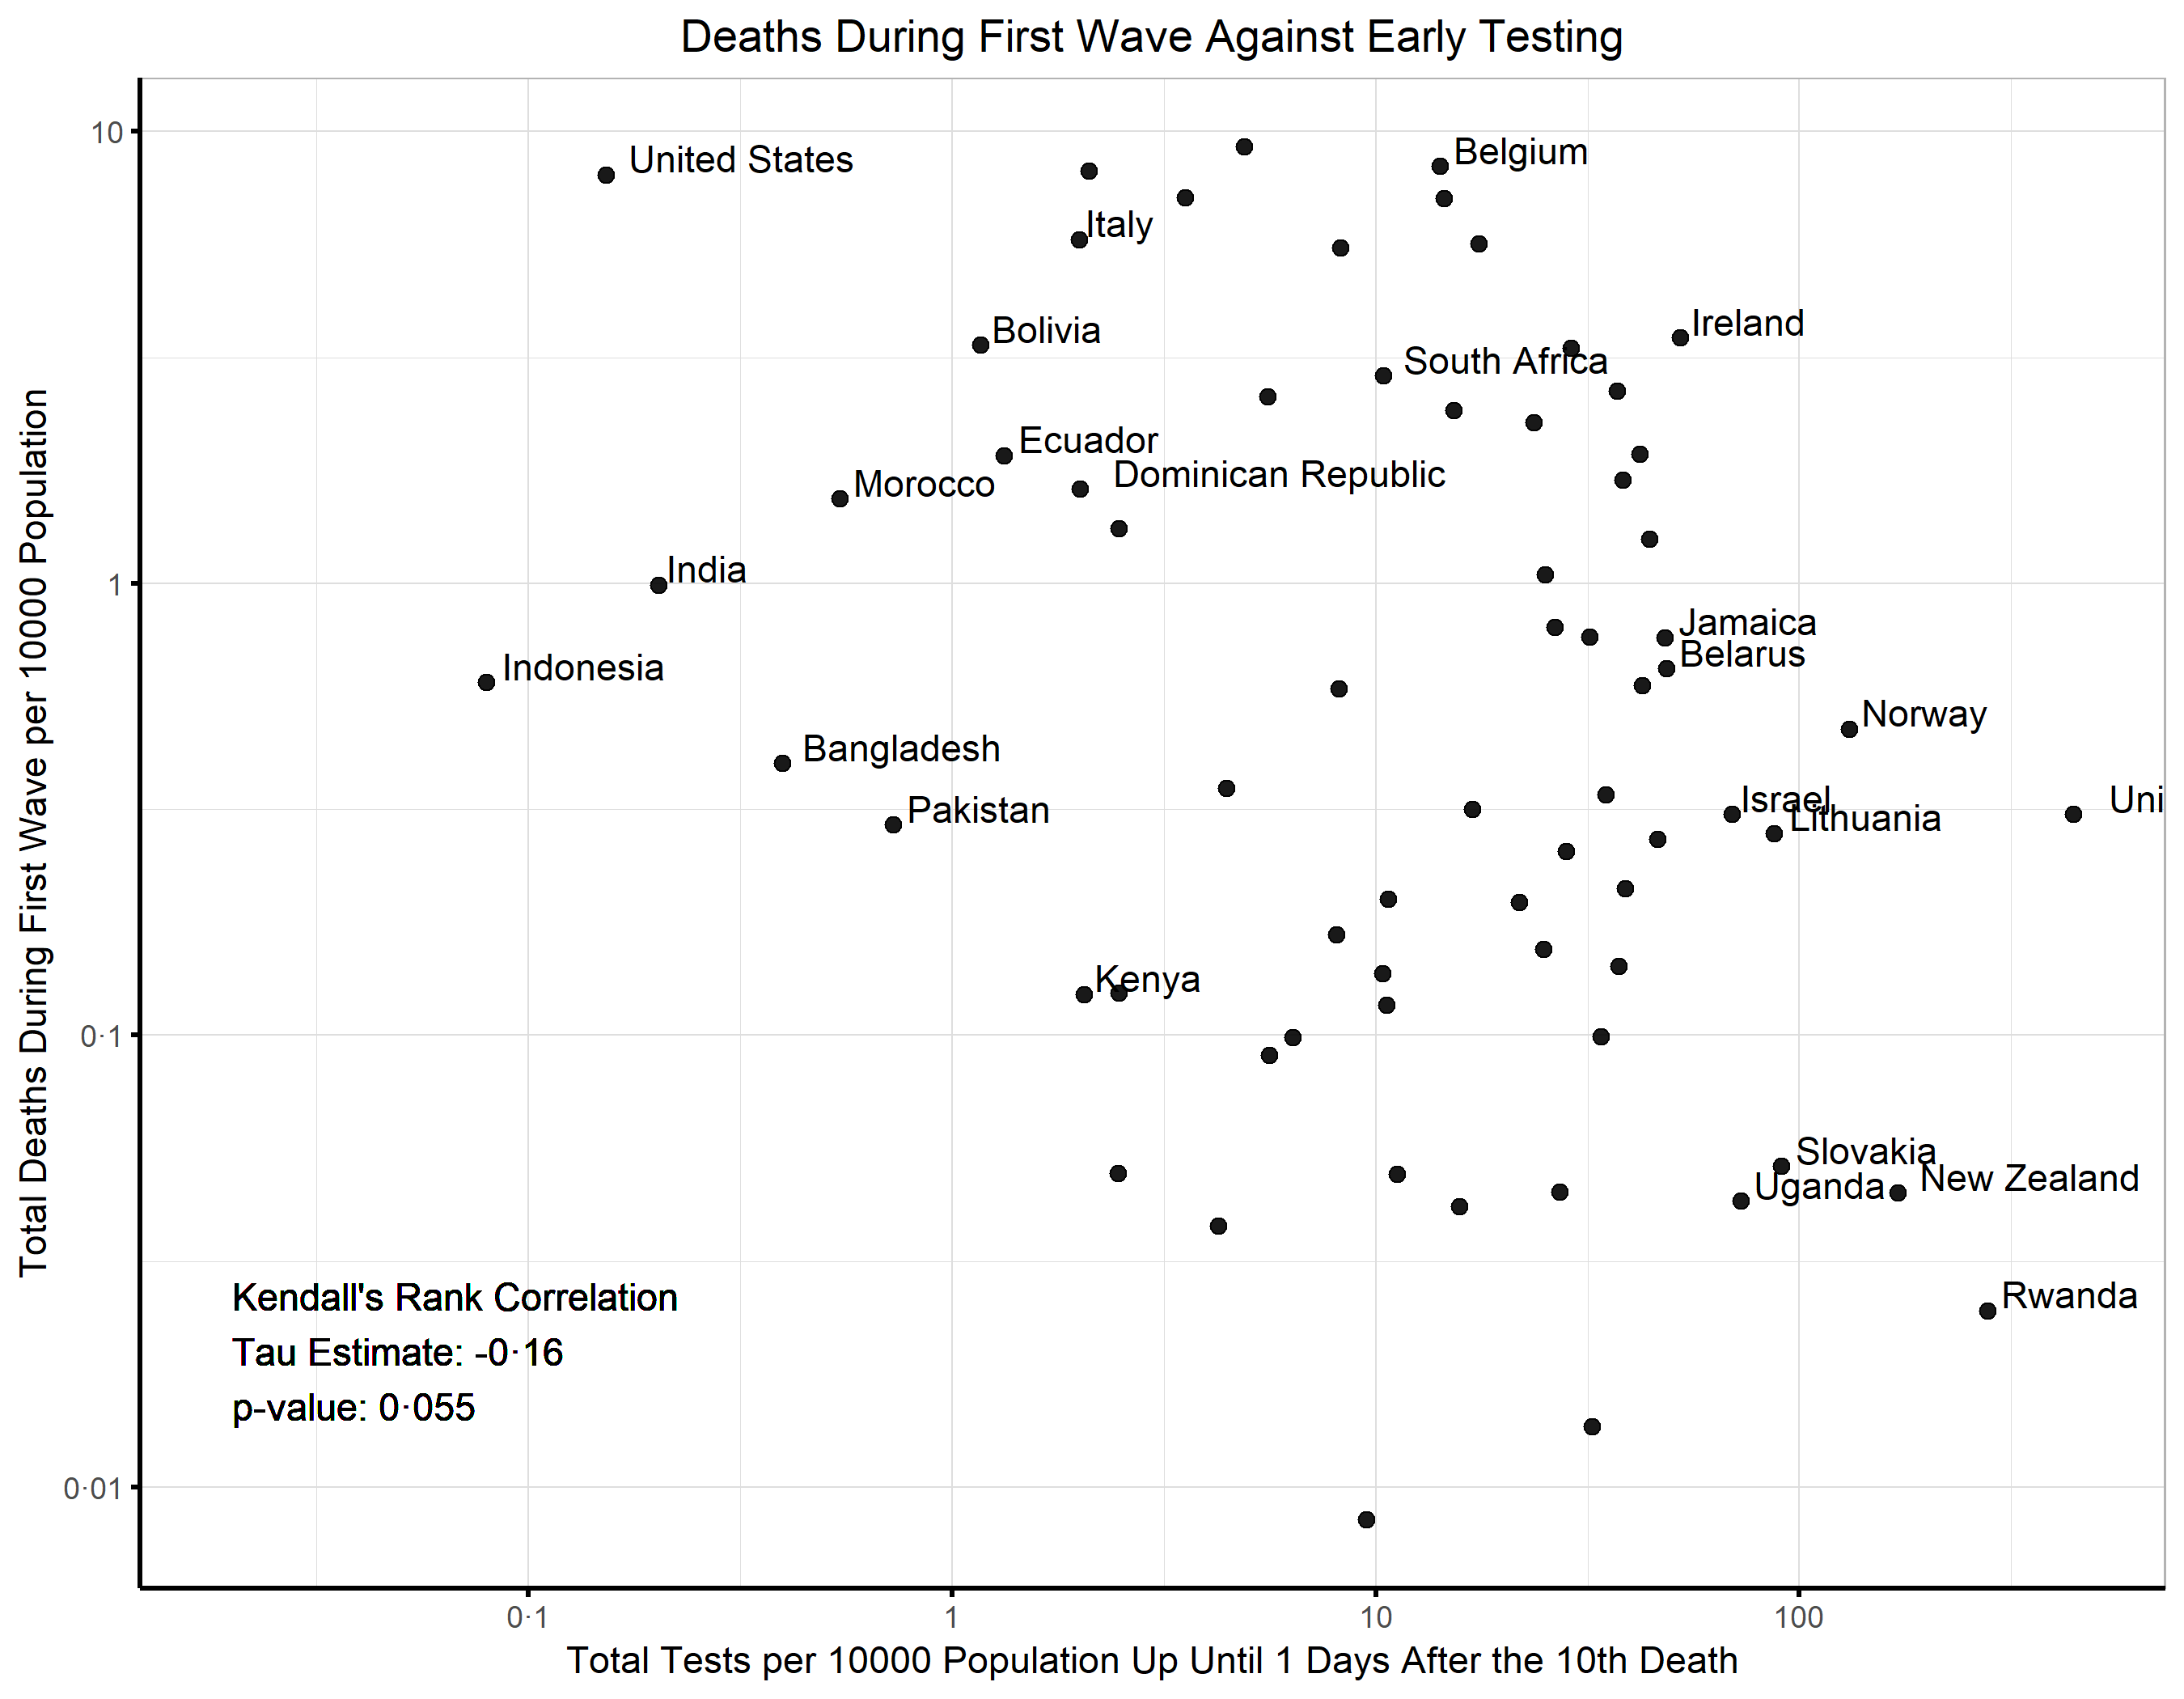 Deaths During First Wave Against Early Testing
Total Deaths During First Wave per 10000 Population
10
1
0·1
0·01
United States
Belgium
Italy
Ireland
Bolivia
South Africa
Ecuador
Dominican Republic
Morocco
India
Jamaica
Belarus
Indonesia
Norway
Bangladesh
Israel
Uni
Pakistan
Lithuania
Kenya
Slovakia
New Zealand
Uganda
Rwanda
Kendall's Rank Correlation
Tau Estimate: -0·16
p-value: 0·055
0·1
1
10
100
Total Tests per 10000 Population Up Until 1 Days After the 10th Death